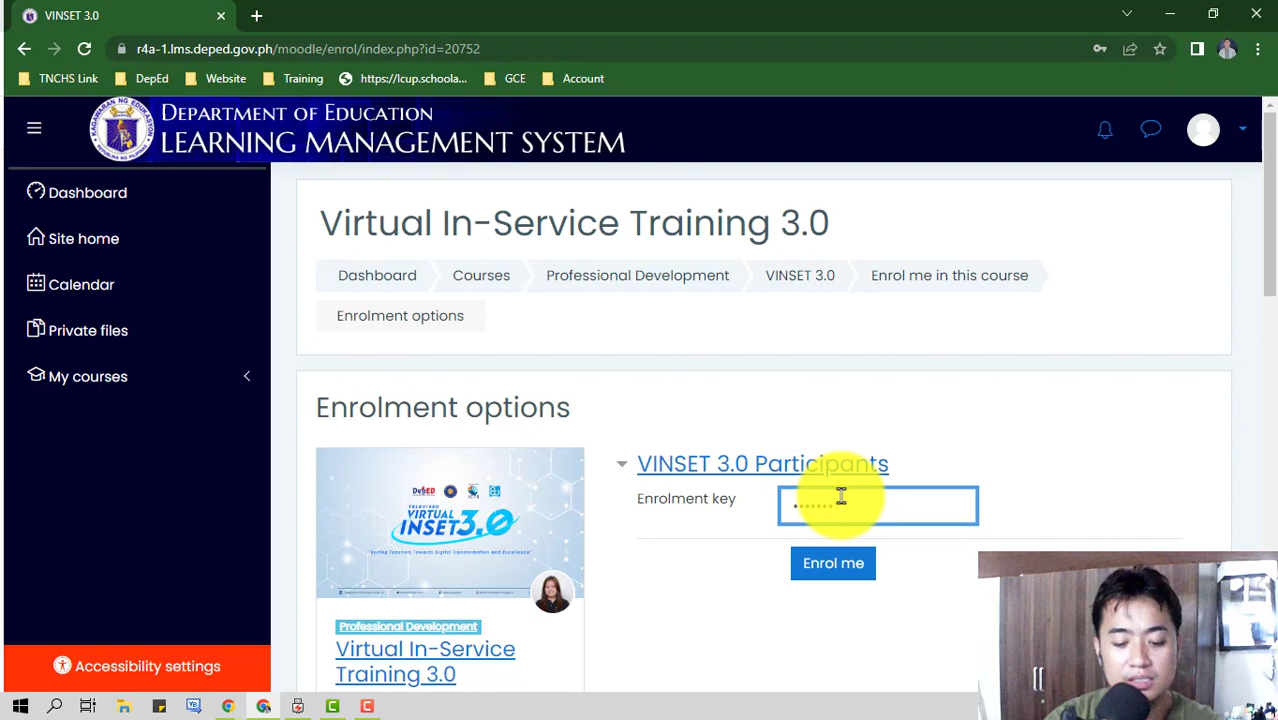 VINSET 3.0
r4a-1.lms.deped.gov.ph/moodle/enrol/index.php?id=20752
TNCHS Link
DepEd
Website
Training
https://lcup.schoola...
GCE
Account
DEPARTMENT OF EDUCATION
LEARNING MANAGEMENT SYSTEM
Dashboard
Site home
Calendar
Private files
My courses
Accessibility settings
Virtual In-Service Training 3.0
Dashboard
Courses
Professional Development
VINSET 3.0
Enrol me in this course
Enrolment options
Enrolment options
VINSET 3.0 Participants
Enrolment key
•••••••
Enrol me
DepED
TELEVISED
VIRTUAL
INSET3.0
Professional Development
Virtual In-Service
Training 3.0